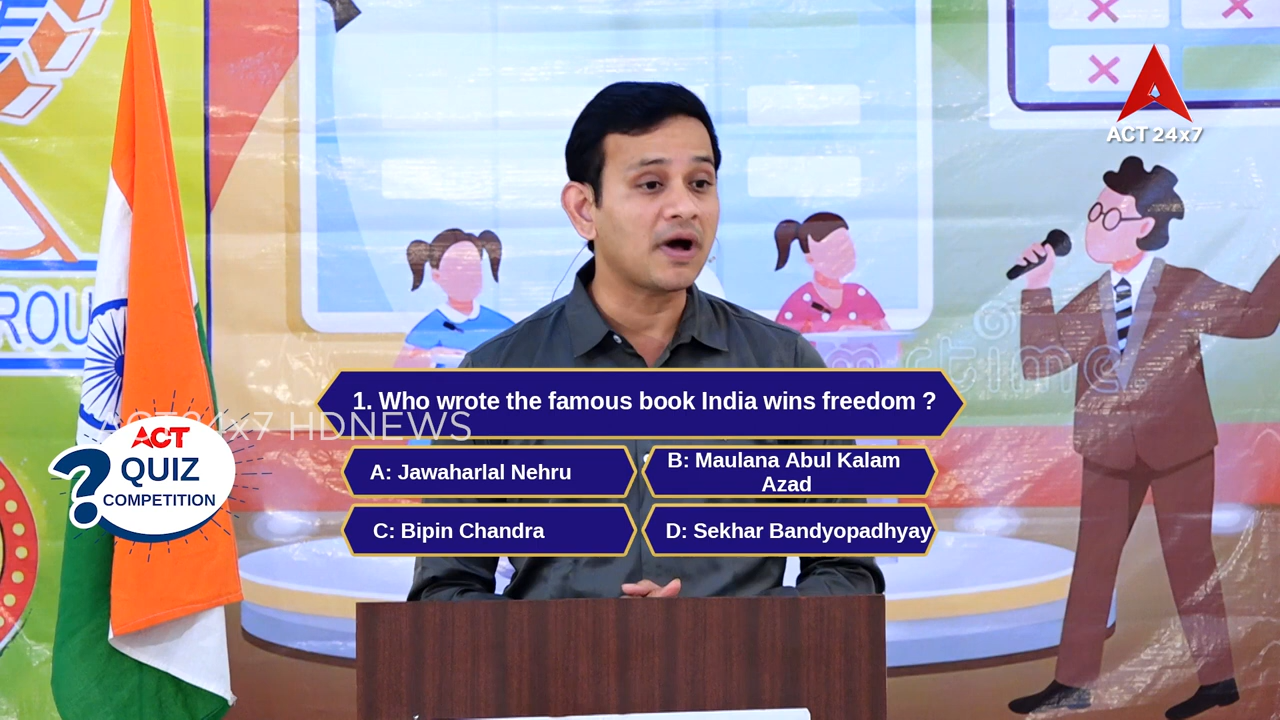 ACT 24x7
ROU
1. Who wrote the famous book India wins freedom ?
ACT24x7 HDNEWS
ACT
? QUIZ
COMPETITION
A: Jawaharlal Nehru
B: Maulana Abul Kalam
Azad
C: Bipin Chandra
D: Sekhar Bandyopadhyay